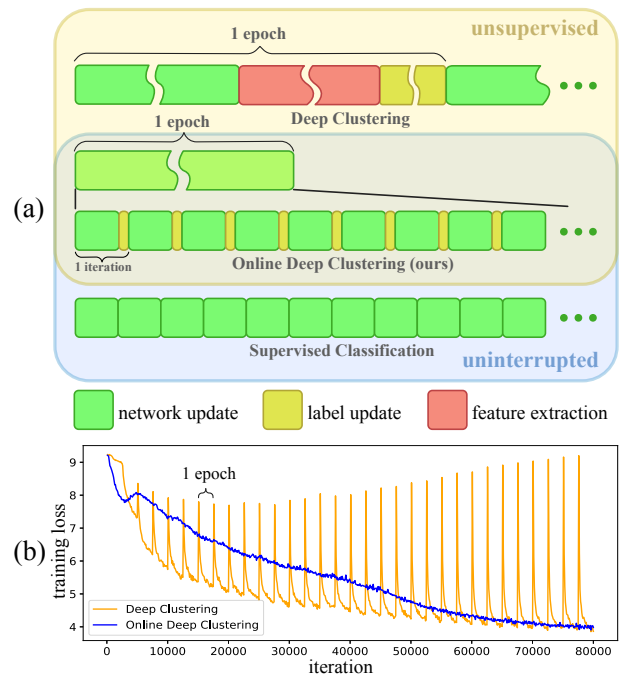 unsupervised
1 epoch
Deep Clustering
1 epoch
(a)
1 iteration
Online Deep Clustering (ours)
Supervised Classification
uninterrupted
network update
label update
feature extraction
9
8
7
6
5
4
1 epoch
(b)
training loss
Deep Clustering
Online Deep Clustering
0
10000
20000
30000
40000
50000
60000
70000
80000
iteration